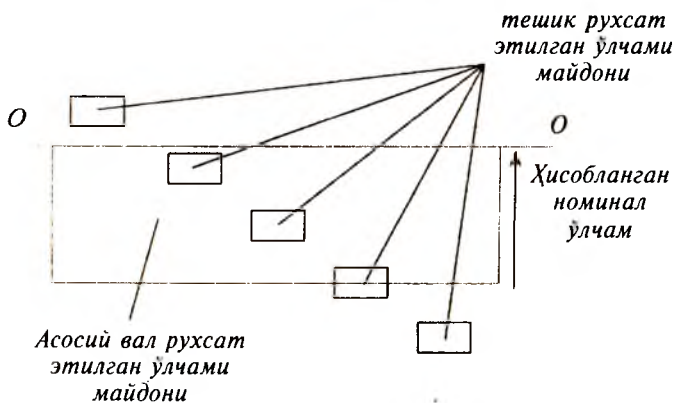 тешик рухсат
этилган ўлчами
майдони
О
О
Ҳисобланган
номинал
ўлчам
Асосий вал рухсат
этилган ўлчами
майдони